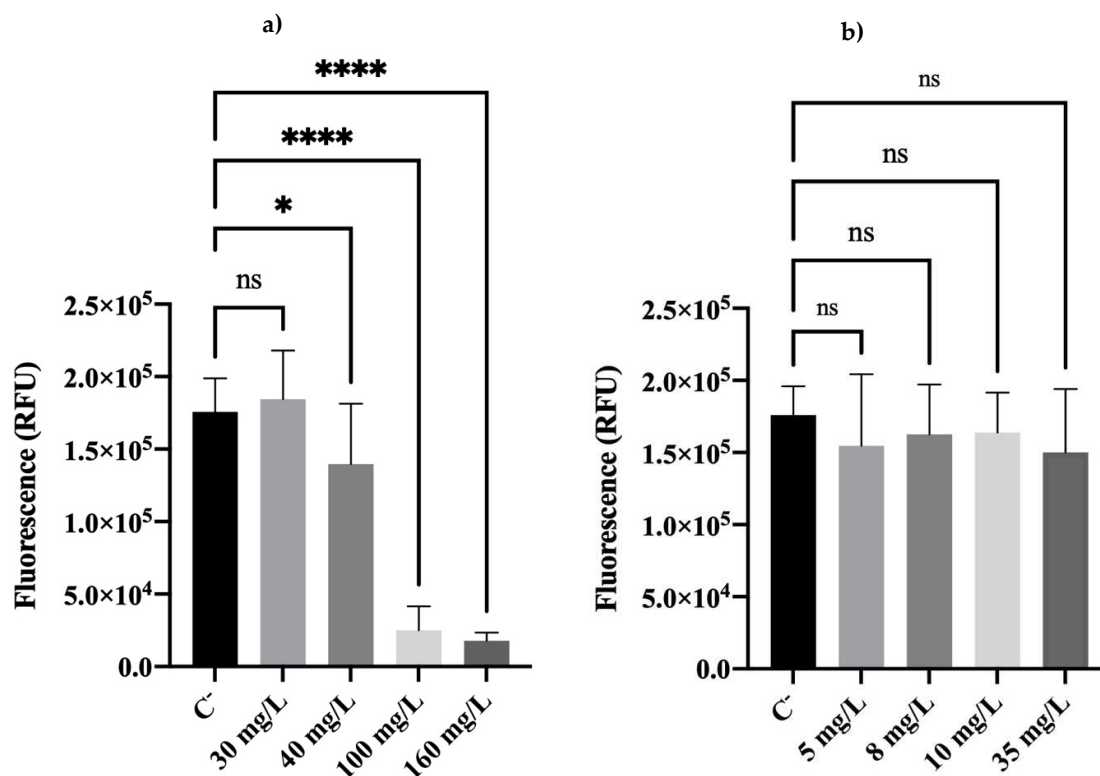 a)
****
****
*
ns
2.5×10⁵
2.0×10⁵
1.5×10⁵
1.0×10⁵
5.0×10⁴
0.0
Fluorescence (RFU)
C⁻
30 mg/L
40 mg/L
100 mg/L
160 mg/L
b)
ns
ns
ns
ns
2.5×10⁵
2.0×10⁵
1.5×10⁵
1.0×10⁵
5.0×10⁴
0.0
Fluorescence (RFU)
C⁻
5 mg/L
8 mg/L
10 mg/L
35 mg/L